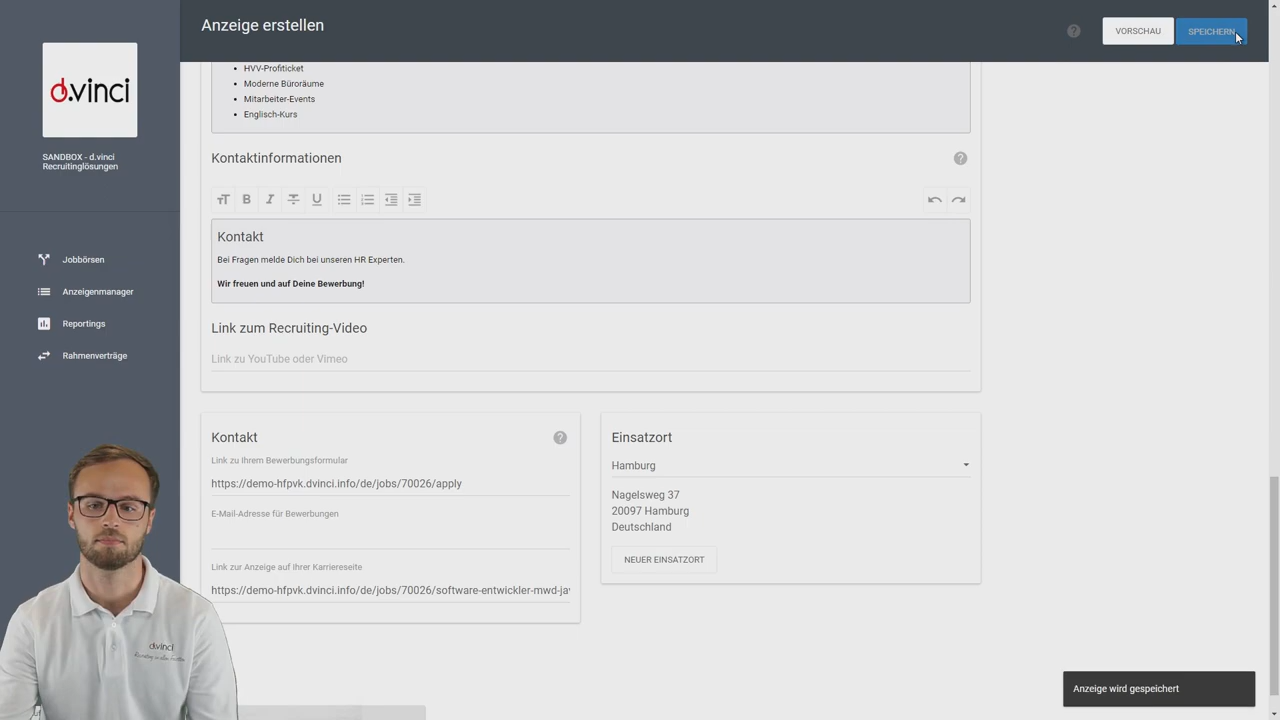 Anzeige erstellen
VORSCHAU
SPEICHERN
d.vinci
SANDBOX - d.vinci
Recruitinglösungen
Jobbörsen
Anzeigenmanager
Reportings
Rahmenverträge
HVV-Profiticket
Moderne Büroräume
Mitarbeiter-Events
Englisch-Kurs
Kontaktinformationen
Kontakt
Bei Fragen melde Dich bei unseren HR Experten.
Wir freuen und auf Deine Bewerbung!
Link zum Recruiting-Video
Link zu YouTube oder Vimeo
Kontakt
Link zu Ihrem Bewerbungsformular
https://demo-hfpvk.dvinci.info/de/jobs/70026/apply
E-Mail-Adresse für Bewerbungen
Link zur Anzeige auf ihrer Karriereseite
https://demo-hfpvk.dvinci.info/de/jobs/70026/software-entwickler-mwd-ja
Einsatzort
Hamburg
Nagelsweg 37
20097 Hamburg
Deutschland
NEUER EINSATZORT
d.vinci
Anzeige wird gespeichert